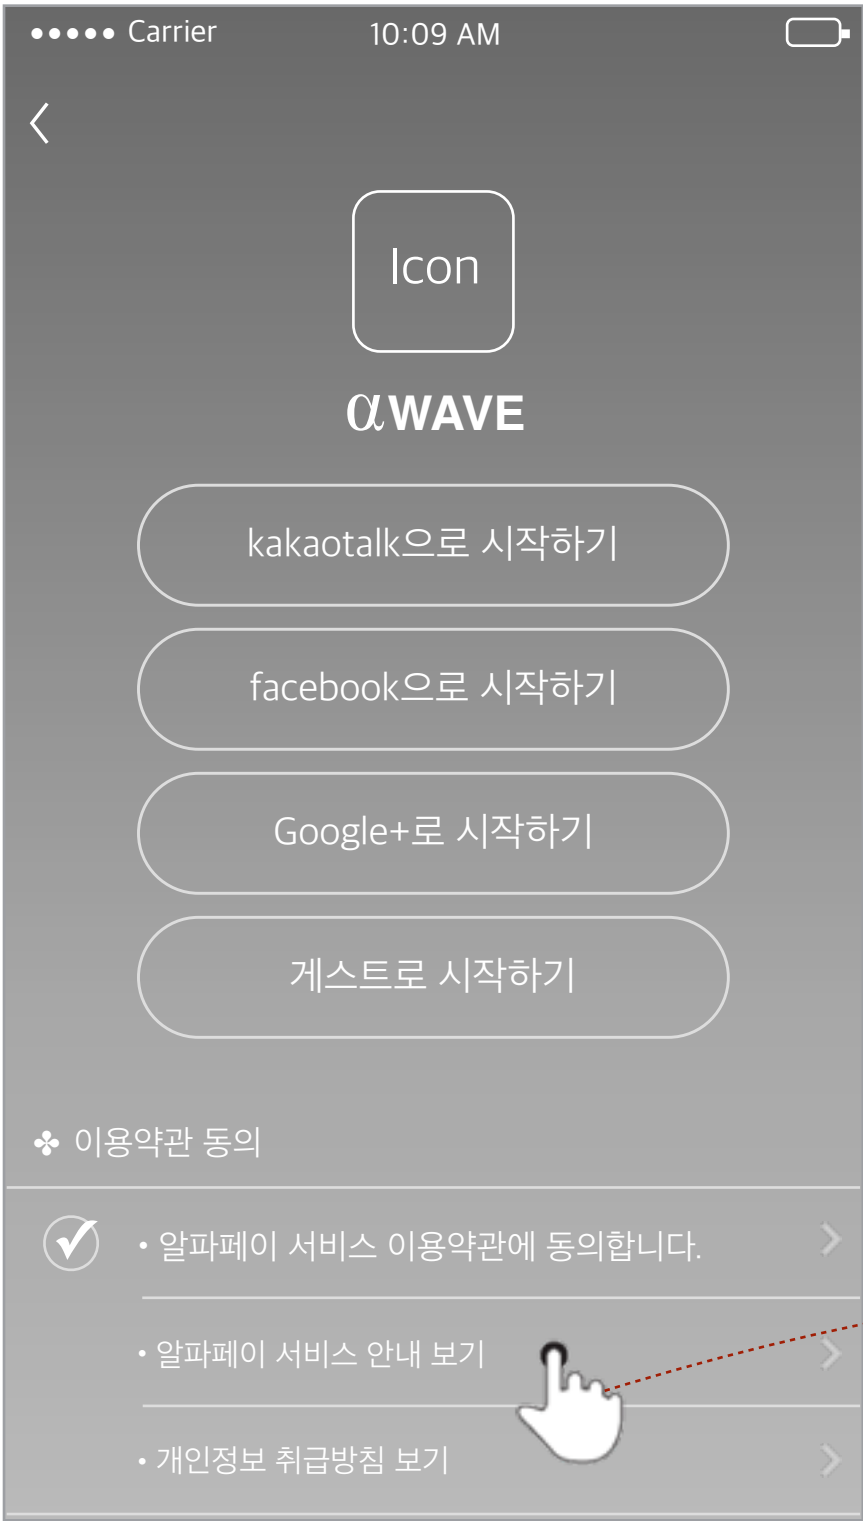 Carrier 10:09 AM
Icon
αWAVE
kakaotalk으로 시작하기
facebook으로 시작하기
Google+로 시작하기
게스트로 시작하기
✤ 이용약관 동의
• 알파페이 서비스 이용약관에 동의합니다.
• 알파페이 서비스 안내 보기
• 개인정보 취급방침 보기